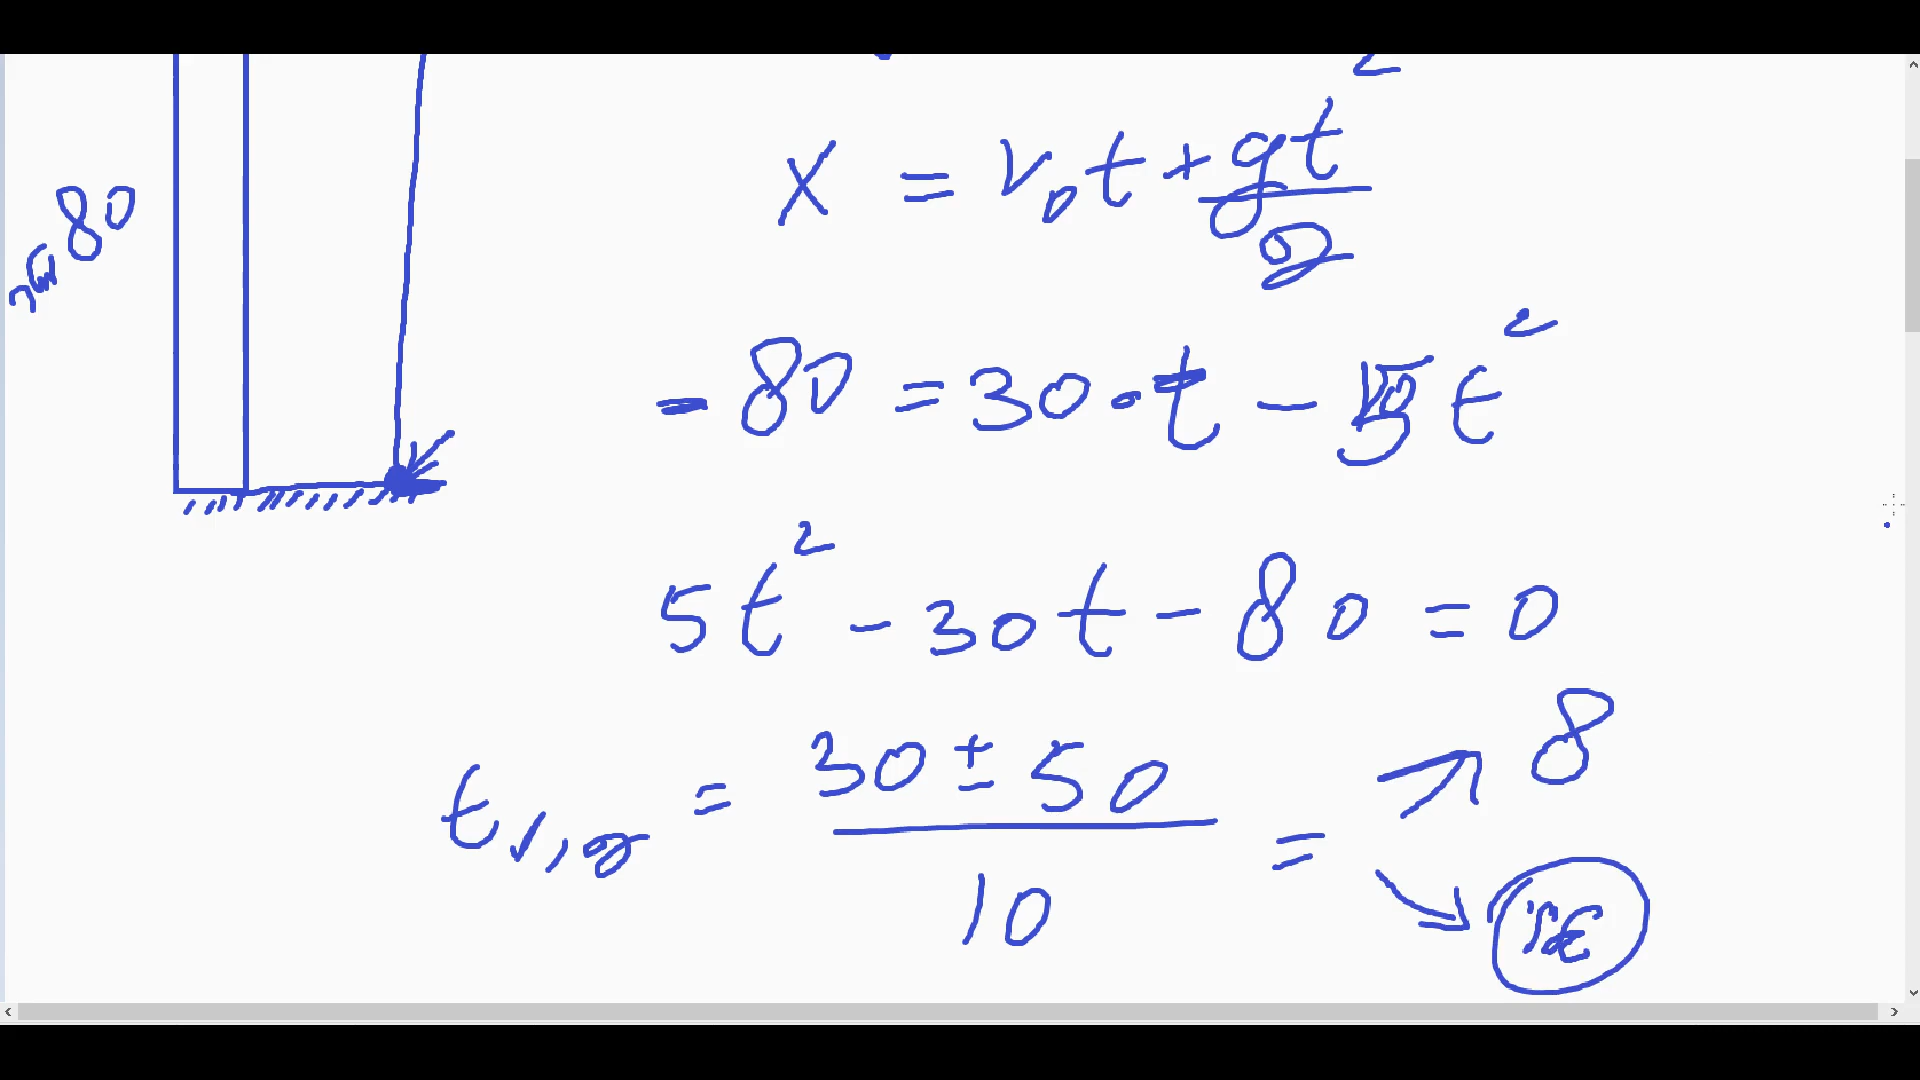 x = v₀t + gt²/2
80
-80 = 30·t - 5t²
5t² - 30t - 80 = 0
t₁,₂ = (30 ± 50)/10 =
8